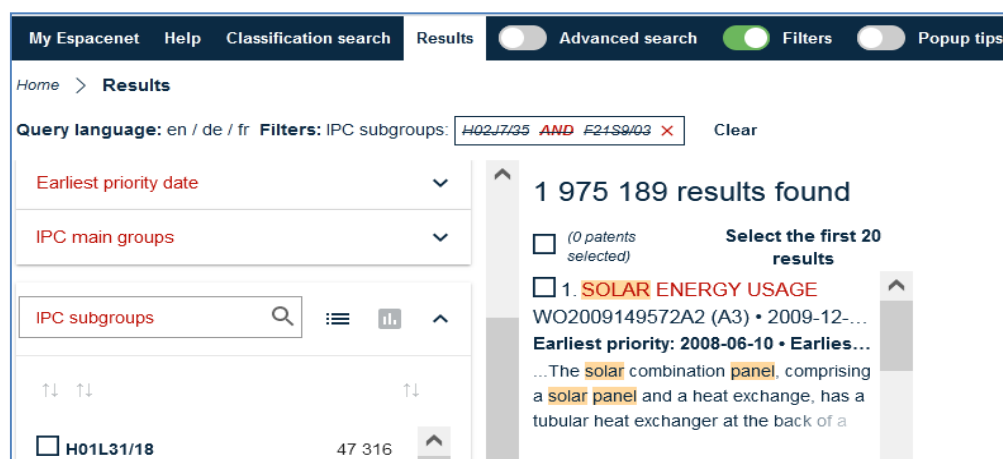 My Espacenet Help Classification search Results Advanced search Filters Popup tips
Home > Results
Query language: en / de / fr Filters: IPC subgroups: H02J7/35 AND F21S9/03 × Clear
Earliest priority date
IPC main groups
IPC subgroups
H01L31/18 47 316
1 975 189 results found
(0 patents selected)
Select the first 20 results
1. SOLAR ENERGY USAGE
WO2009149572A2 (A3) • 2009-12-...
Earliest priority: 2008-06-10 • Earlies...
...The solar combination panel, comprising
a solar panel and a heat exchange, has a
tubular heat exchanger at the back of a